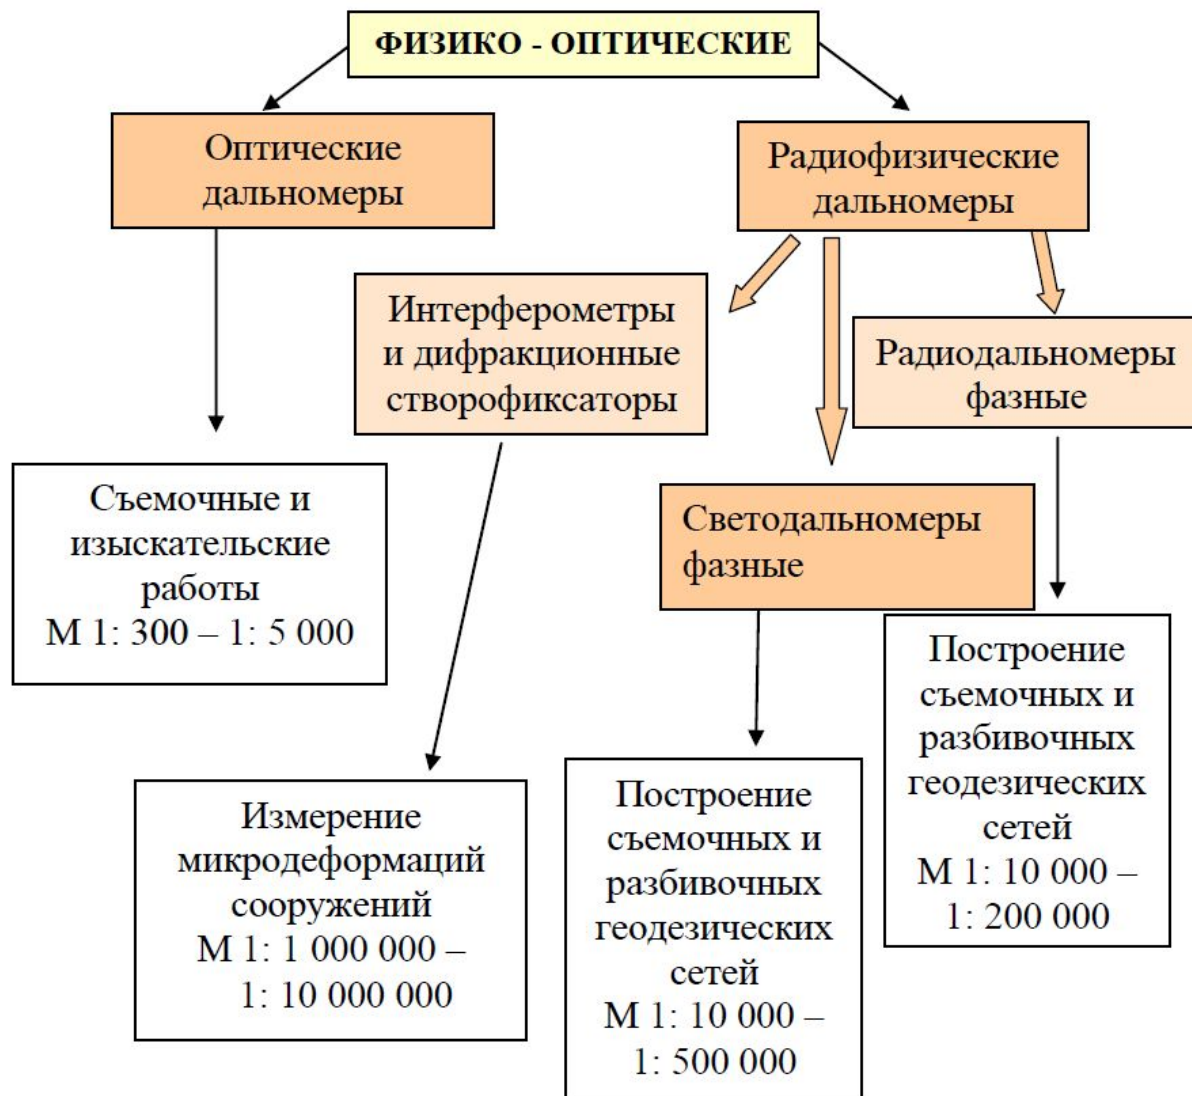 ФИЗИКО - ОПТИЧЕСКИЕ
Оптические
дальномеры
Радиофизические
дальномеры
Интерферометры
и дифракционные
створофиксаторы
Радиодальномеры
фазные
Съемочные и
изыскательские
работы
М 1: 300 – 1: 5 000
Светодальномеры
фазные
Построение
съемочных и
разбивочных
геодезических
сетей
М 1: 10 000 –
1: 200 000
Измерение
микродеформаций
сооружений
М 1: 1 000 000 –
1: 10 000 000
Построение
съемочных и
разбивочных
геодезических
сетей
М 1: 10 000 –
1: 500 000